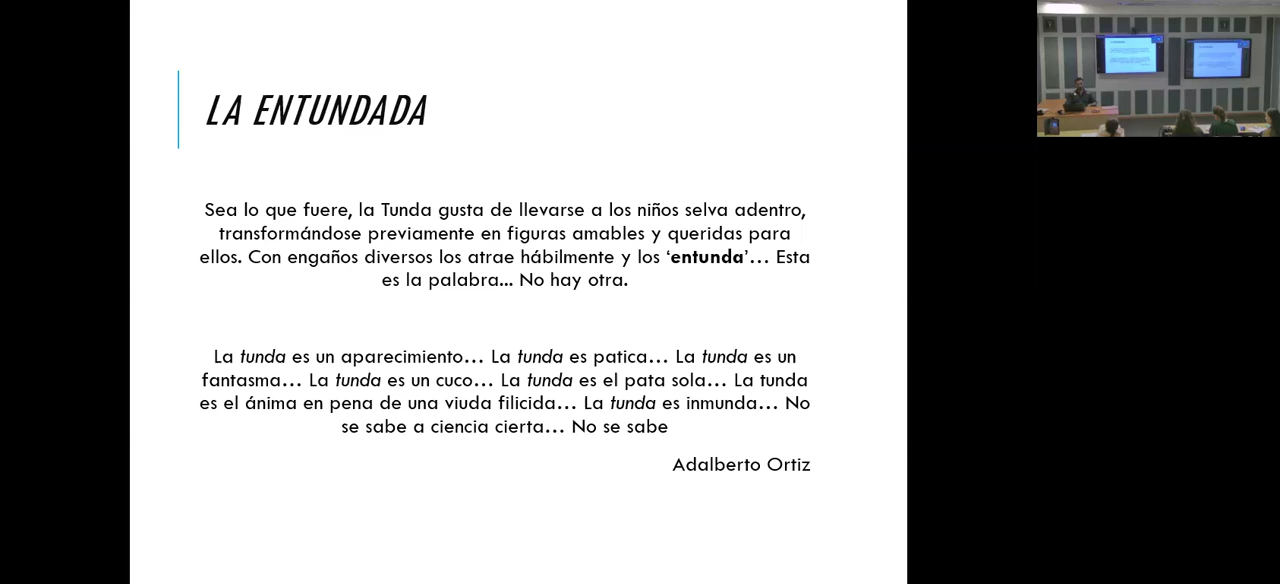 LA ENTUNDADA
Sea lo que fuere, la Tunda gusta de llevarse a los niños selva adentro,
transformándose previamente en figuras amables y queridas para
ellos. Con engaños diversos los atrae hábilmente y los ‘entunda’… Esta
es la palabra... No hay otra.
La tunda es un aparecimiento… La tunda es patica… La tunda es un
fantasma… La tunda es un cuco… La tunda es el pata sola… La tunda
es el ánima en pena de una viuda filicida… La tunda es inmunda… No
se sabe a ciencia cierta… No se sabe
Adalberto Ortiz